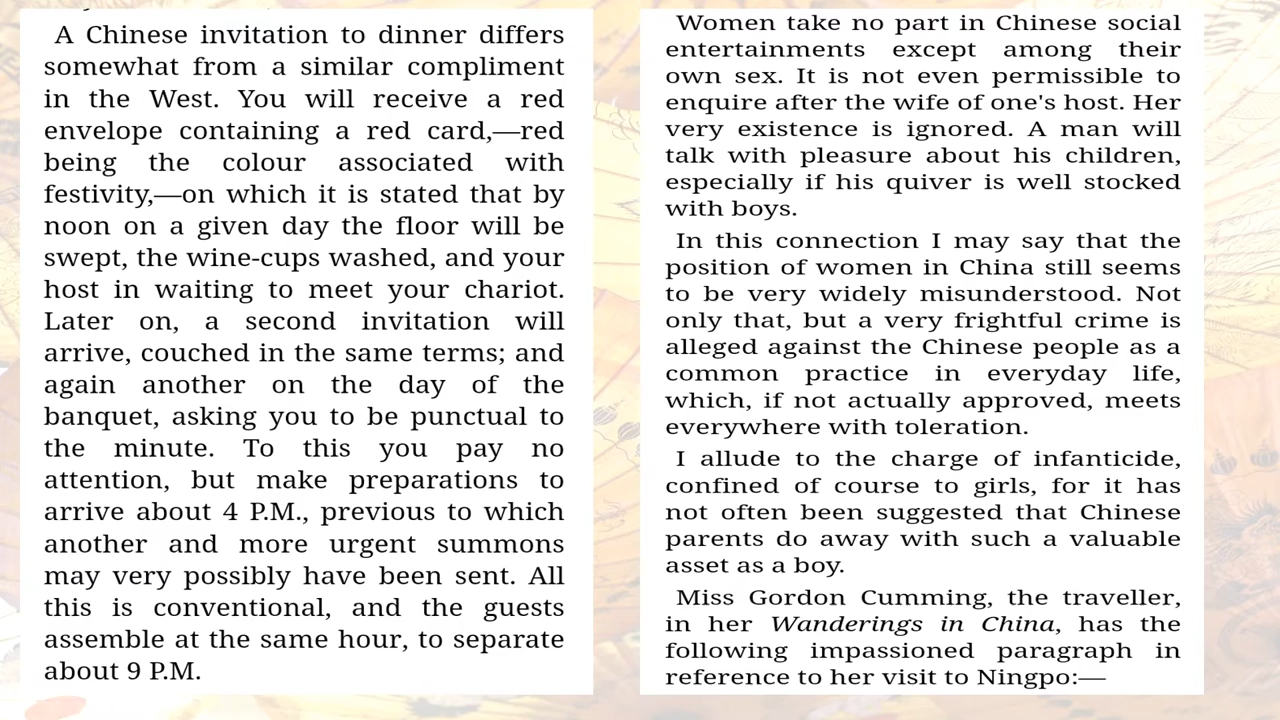 A Chinese invitation to dinner differs
somewhat from a similar compliment
in the West. You will receive a red
envelope containing a red card,—red
being the colour associated with
festivity,—on which it is stated that by
noon on a given day the floor will be
swept, the wine-cups washed, and your
host in waiting to meet your chariot.
Later on, a second invitation will
arrive, couched in the same terms; and
again another on the day of the
banquet, asking you to be punctual to
the minute. To this you pay no
attention, but make preparations to
arrive about 4 P.M., previous to which
another and more urgent summons
may very possibly have been sent. All
this is conventional, and the guests
assemble at the same hour, to separate
about 9 P.M.
Women take no part in Chinese social
entertainments except among their
own sex. It is not even permissible to
enquire after the wife of one's host. Her
very existence is ignored. A man will
talk with pleasure about his children,
especially if his quiver is well stocked
with boys.
In this connection I may say that the
position of women in China still seems
to be very widely misunderstood. Not
only that, but a very frightful crime is
alleged against the Chinese people as a
common practice in everyday life,
which, if not actually approved, meets
everywhere with toleration.
I allude to the charge of infanticide,
confined of course to girls, for it has
not often been suggested that Chinese
parents do away with such a valuable
asset as a boy.
Miss Gordon Cumming, the traveller,
in her Wanderings in China, has the
following impassioned paragraph in
reference to her visit to Ningpo:—